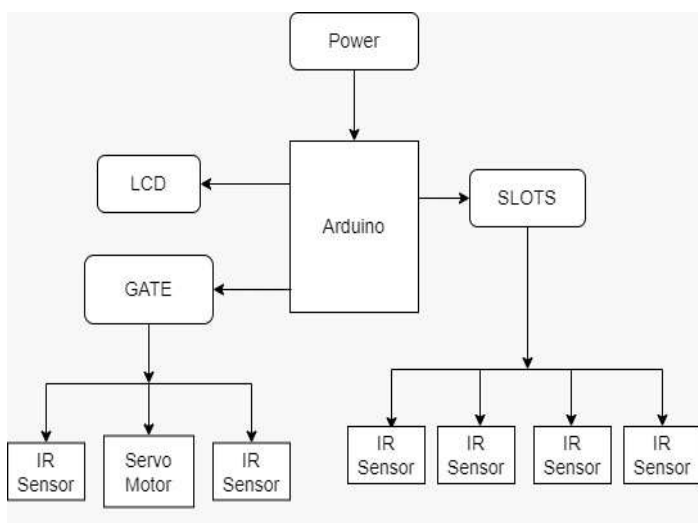 Power
LCD
Arduino
SLOTS
GATE
IR
Sensor
Servo
Motor
IR
Sensor
IR
Sensor
IR
Sensor
IR
Sensor
IR
Sensor